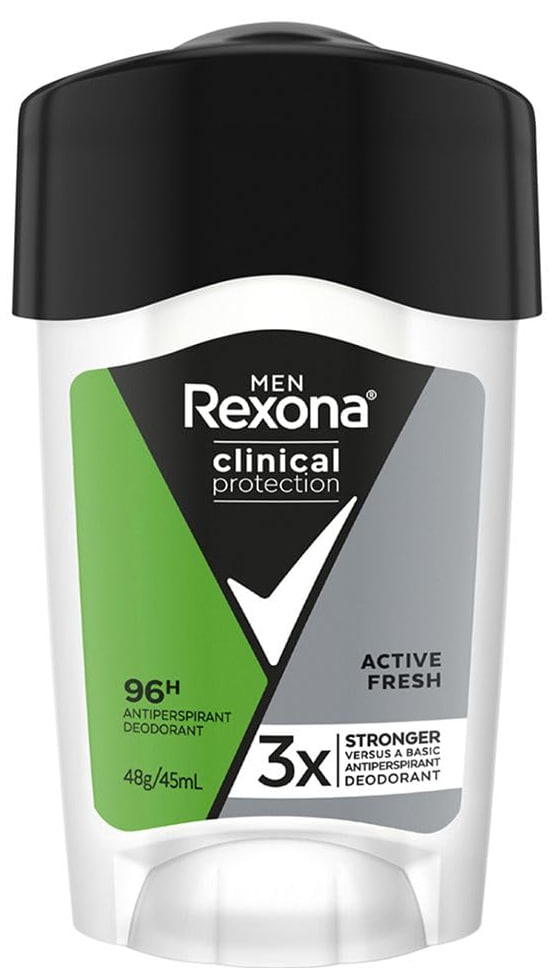 MEN
Rexona®
clinical
protection
ACTIVE
FRESH
96H
ANTIPERSPIRANT
DEODORANT
48g/45mL
3x
STRONGER
VERSUS A BASIC
ANTIPERSPIRANT
DEODORANT